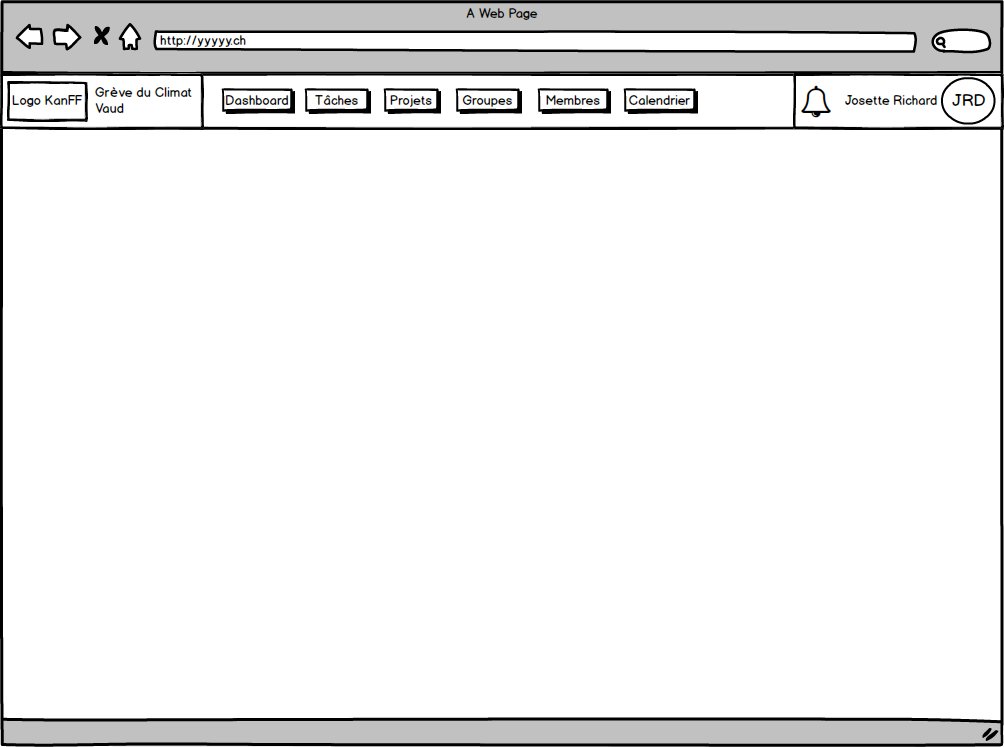 A Web Page
http://yyyyy.ch
Logo KanFF
Grève du Climat
Vaud
Dashboard
Tâches
Projets
Groupes
Membres
Calendrier
Josette Richard
JRD